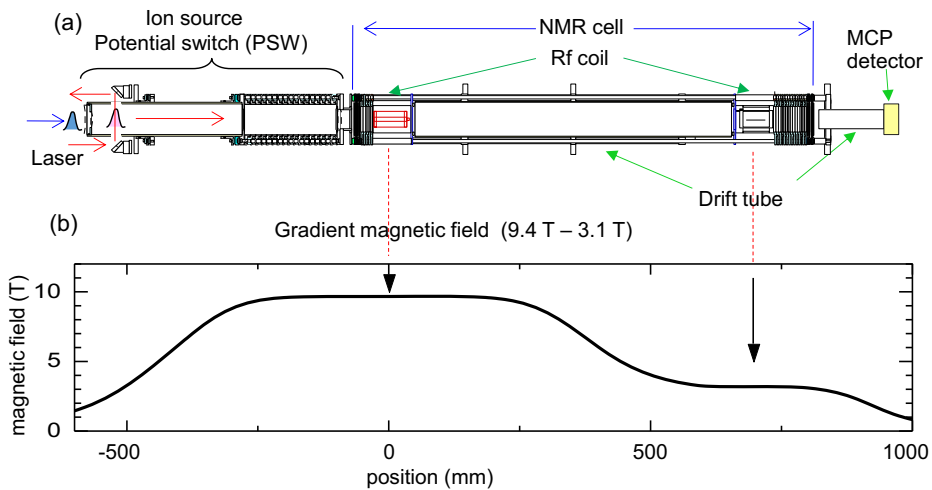 (a)
Ion source
Potential switch (PSW)
NMR cell
Rf coil
MCP
detector
Laser
Drift tube
(b)
Gradient magnetic field (9.4 T – 3.1 T)
magnetic field (T)
10
5
0
-500
0
500
1000
position (mm)